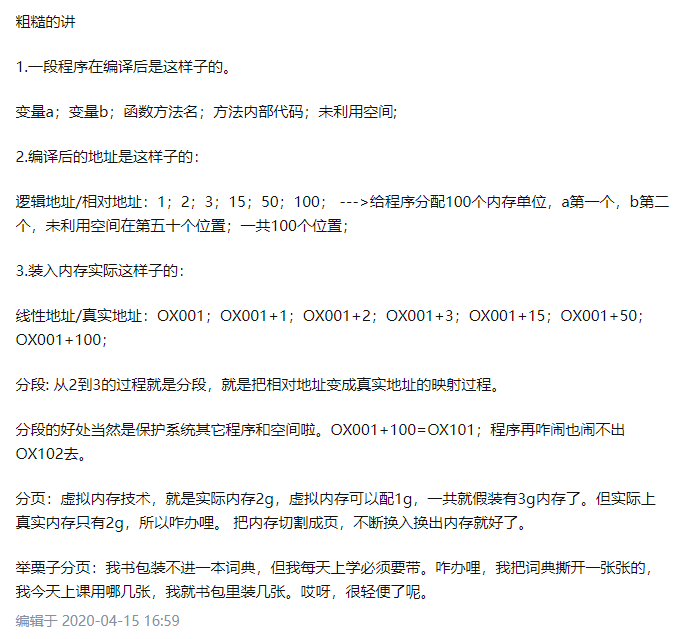 粗糙的讲
1.一段程序在编译后是这样子的。
变量a；变量b；函数方法名；方法内部代码；未利用空间;
2.编译后的地址是这样子的：
逻辑地址/相对地址：1；2；3；15；50；100； --->给程序分配100个内存单位，a第一个，b第二
个，未利用空间在第五十个位置；一共100个位置；
3.装入内存实际这样子的：
线性地址/真实地址：OX001；OX001+1；OX001+2；OX001+3；OX001+15；OX001+50；
OX001+100；
分段: 从2到3的过程就是分段，就是把相对地址变成真实地址的映射过程。
分段的好处当然是保护系统其它程序和空间啦。OX001+100=OX101；程序再咋闹也闹不出
OX102去。
分页：虚拟内存技术，就是实际内存2g，虚拟内存可以配1g，一共就假装有3g内存了。但实际上
真实内存只有2g，所以咋办哩。 把内存切割成页，不断换入换出内存就好了。
举栗子分页：我书包装不进一本词典，但我每天上学必须要带。咋办哩，我把词典撕开一张张的，
我今天上课用哪几张，我就书包里装几张。哎呀，很轻便了呢。
编辑于 2020-04-15 16:59